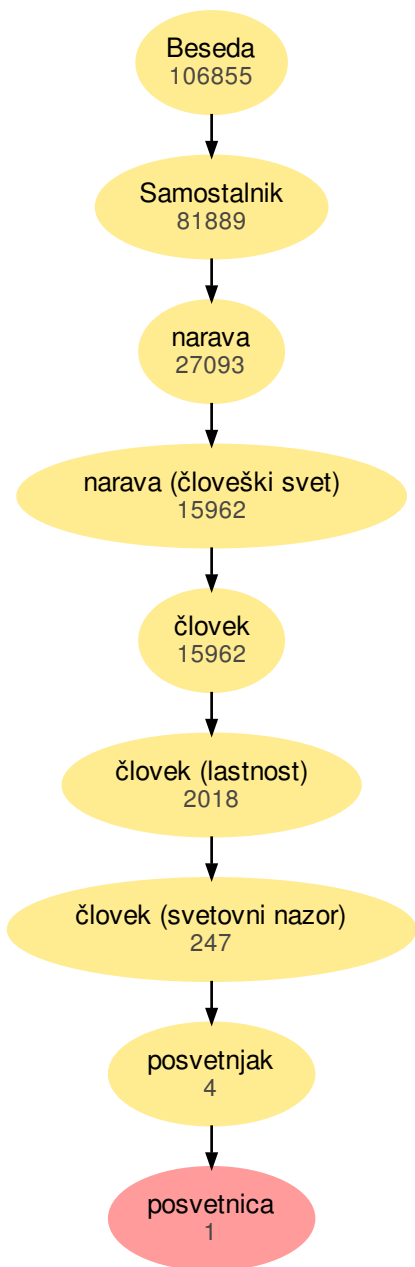 Beseda
106855
Samostalnik
81889
narava
27093
narava (človeški svet)
15962
človek
15962
človek (lastnost)
2018
človek (svetovni nazor)
247
posvetnjak
4
posvetnica
1